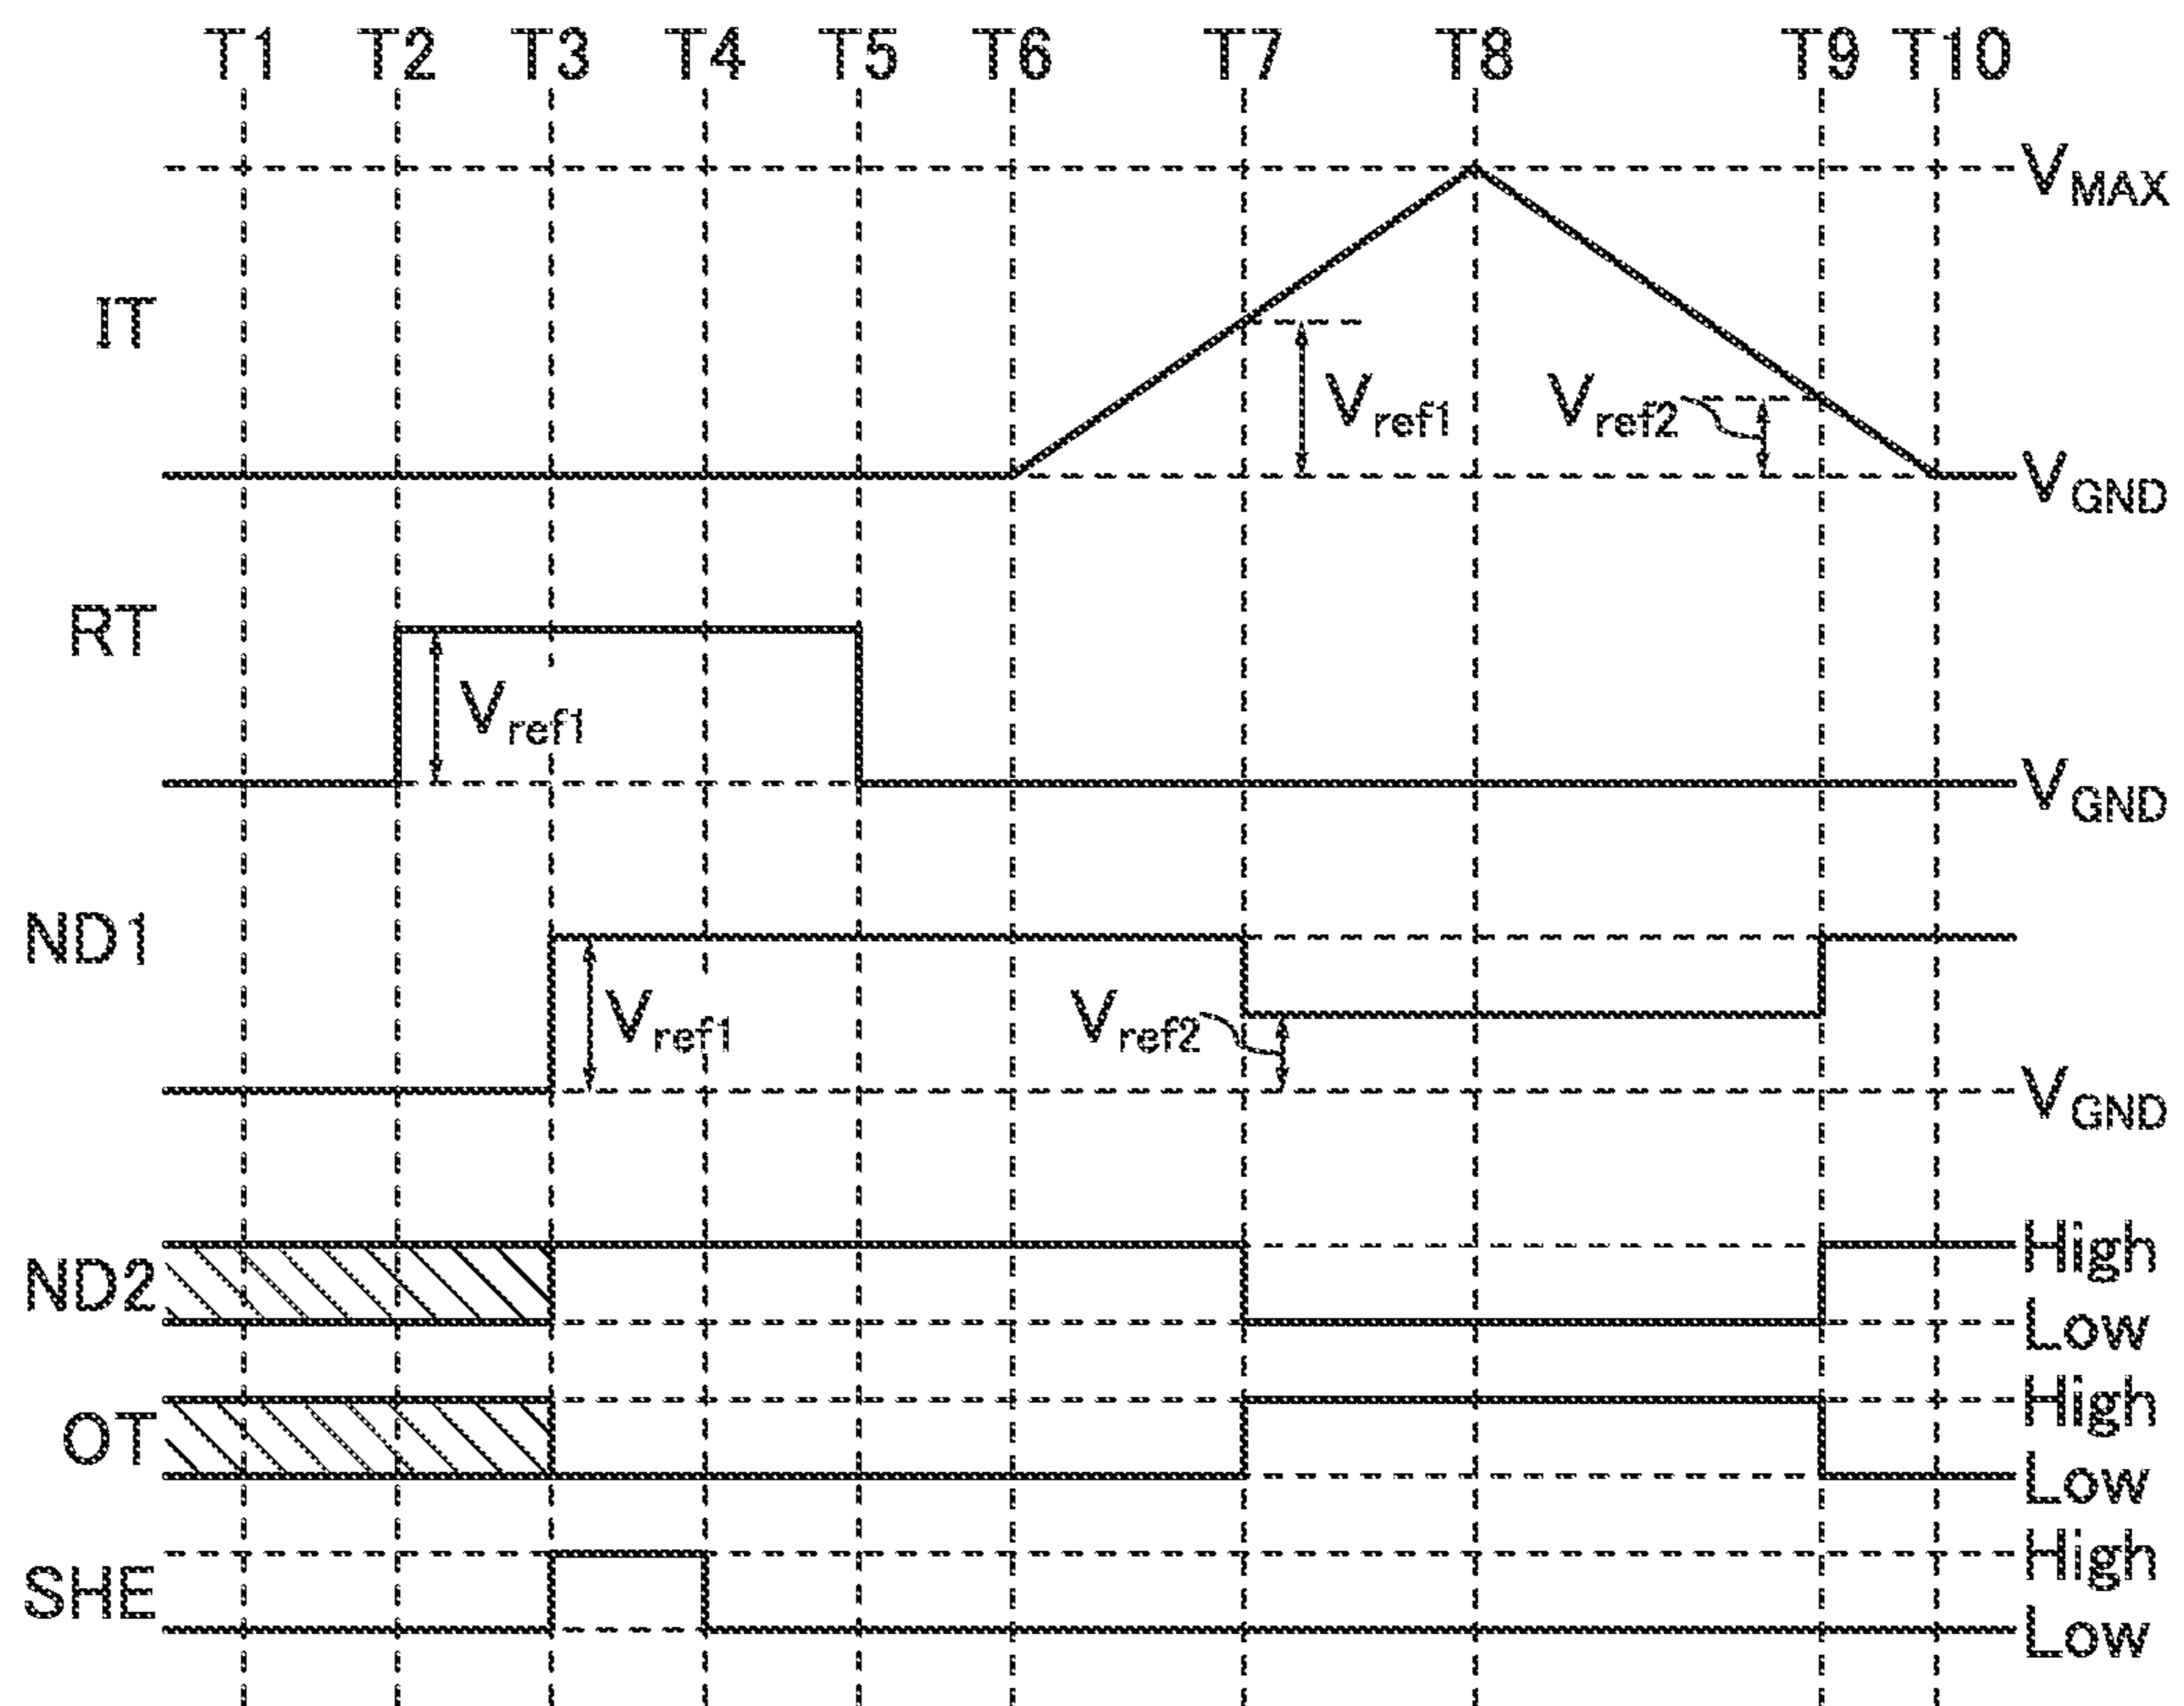 T1 T2 T3 T4 T5 T6 T7 T8 T9 T10
VMAX
IT
Vref1
Vref2
VGND
RT
Vref1
VGND
ND1
Vref1
Vref2
VGND
ND2
High
Low
OT
High
Low
SHE
High
Low